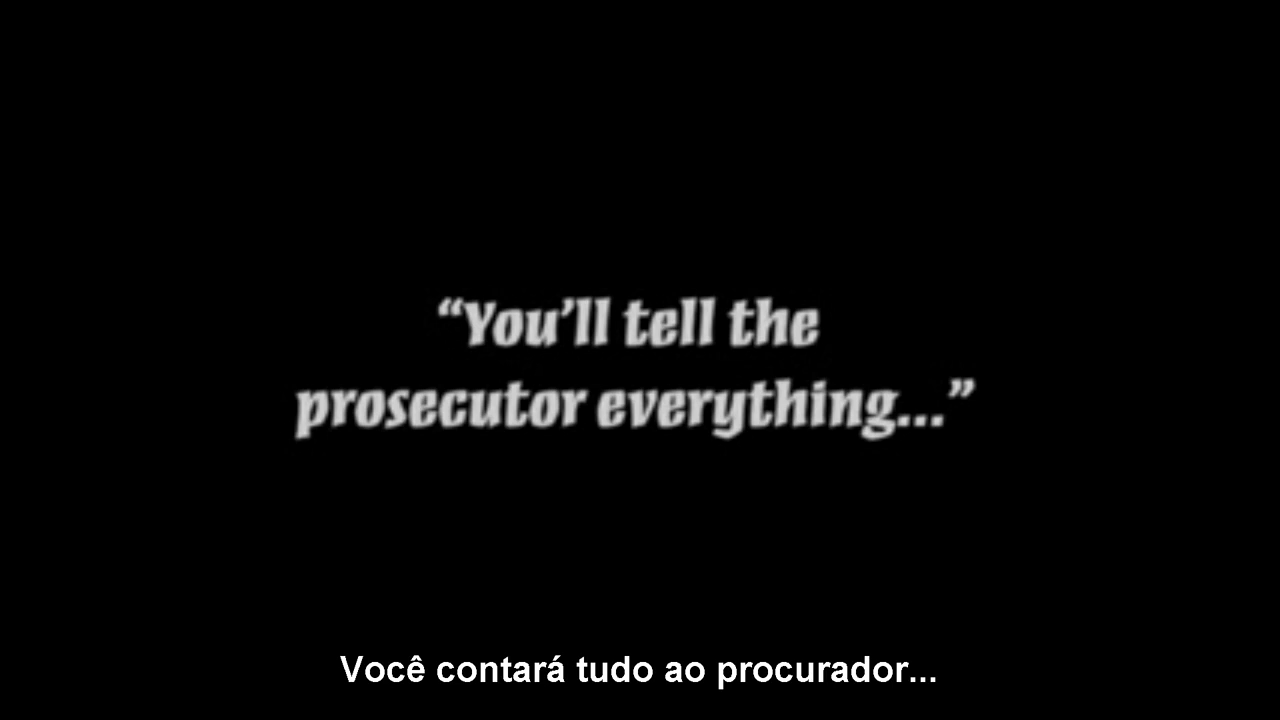 “You’ll tell the
prosecutor everything...”
Você contará tudo ao procurador...